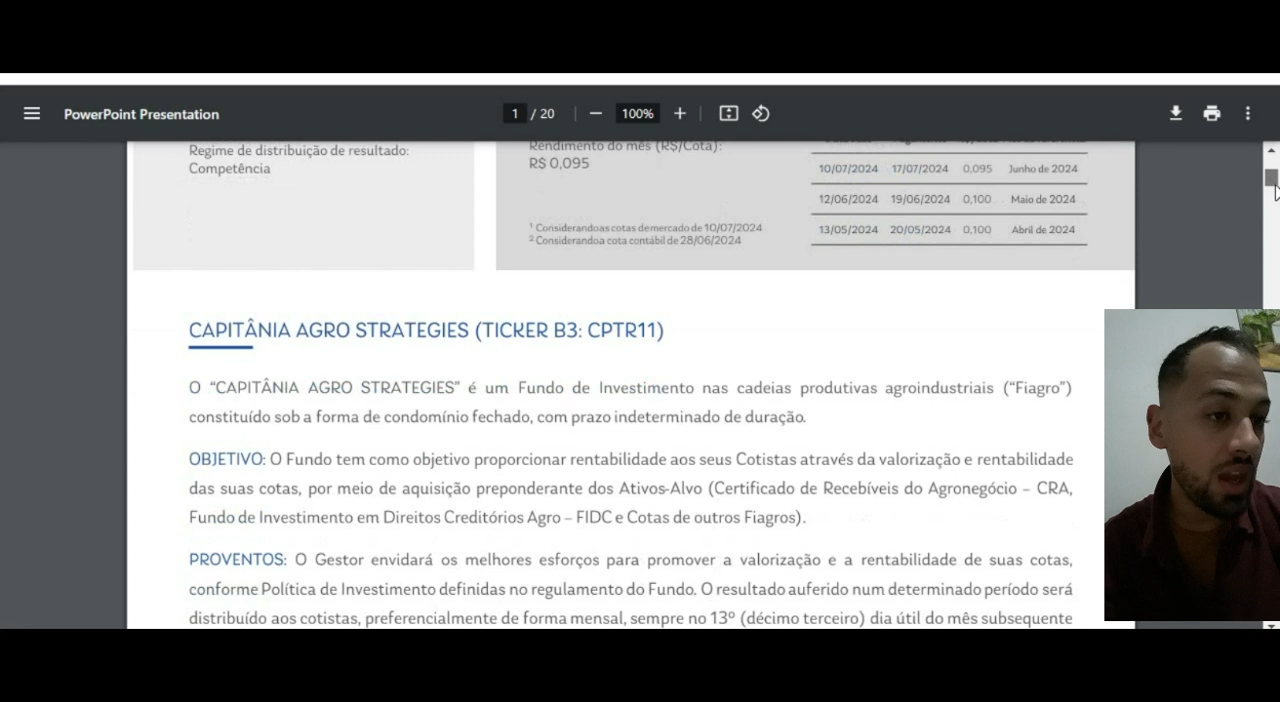 PowerPoint Presentation
1 / 20
100%
Regime de distribuição de resultado:
Competência
Rendimento do mês (R$/Cota):
R$ 0,095
¹ Considerandoas cotas demercado de 10/07/2024
² Considerandoa cota contábil de 28/06/2024
10/07/2024 17/07/2024 0,095 Junho de 2024
12/06/2024 19/06/2024 0,100 Maio de 2024
13/05/2024 20/05/2024 0,100 Abril de 2024
CAPITÂNIA AGRO STRATEGIES (TICKER B3: CPTR11)
O “CAPITÂNIA AGRO STRATEGIES” é um Fundo de Investimento nas cadeias produtivas agroindustriais (“Fiagro”)
constituído sob a forma de condomínio fechado, com prazo indeterminado de duração.
OBJETIVO: O Fundo tem como objetivo proporcionar rentabilidade aos seus Cotistas através da valorização e rentabilidade
das suas cotas, por meio de aquisição preponderante dos Ativos-Alvo (Certificado de Recebíveis do Agronegócio – CRA,
Fundo de Investimento em Direitos Creditórios Agro – FIDC e Cotas de outros Fiagros).
PROVENTOS: O Gestor envidará os melhores esforços para promover a valorização e a rentabilidade de suas cotas,
conforme Política de Investimento definidas no regulamento do Fundo. O resultado auferido num determinado período será
distribuído aos cotistas, preferencialmente de forma mensal, sempre no 13º (décimo terceiro) dia útil do mês subsequente